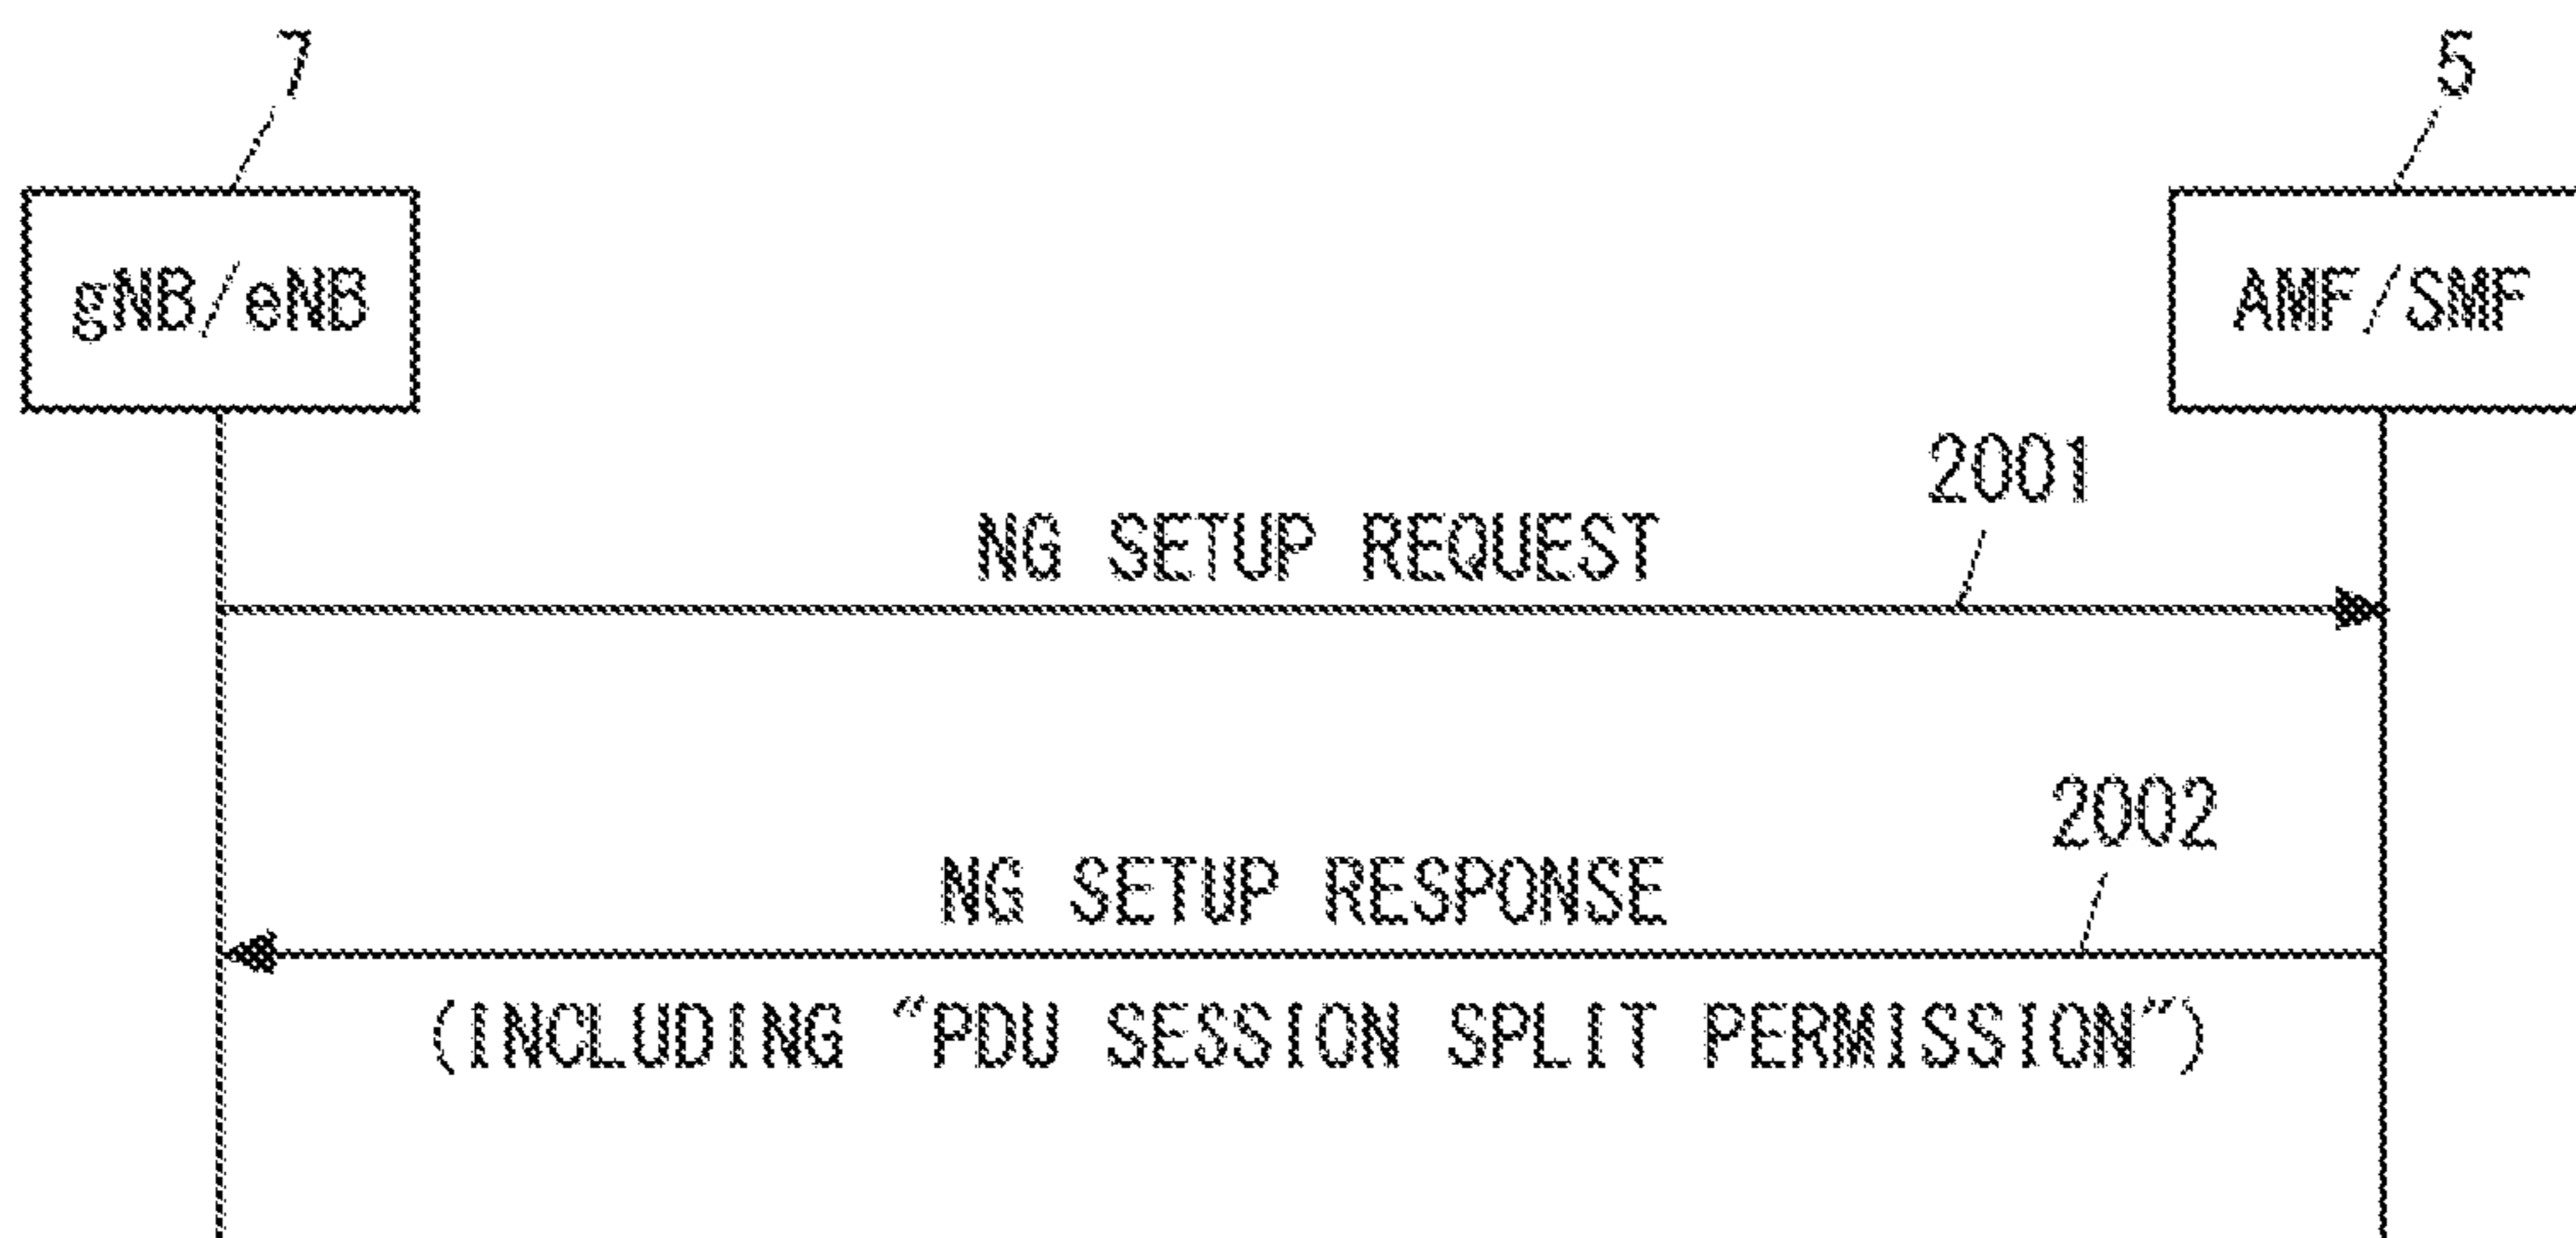 7
5
gNB/eNB
AMF/SMF
2001
NG SETUP REQUEST
2002
NG SETUP RESPONSE
(INCLUDING “PDU SESSION SPLIT PERMISSION”)